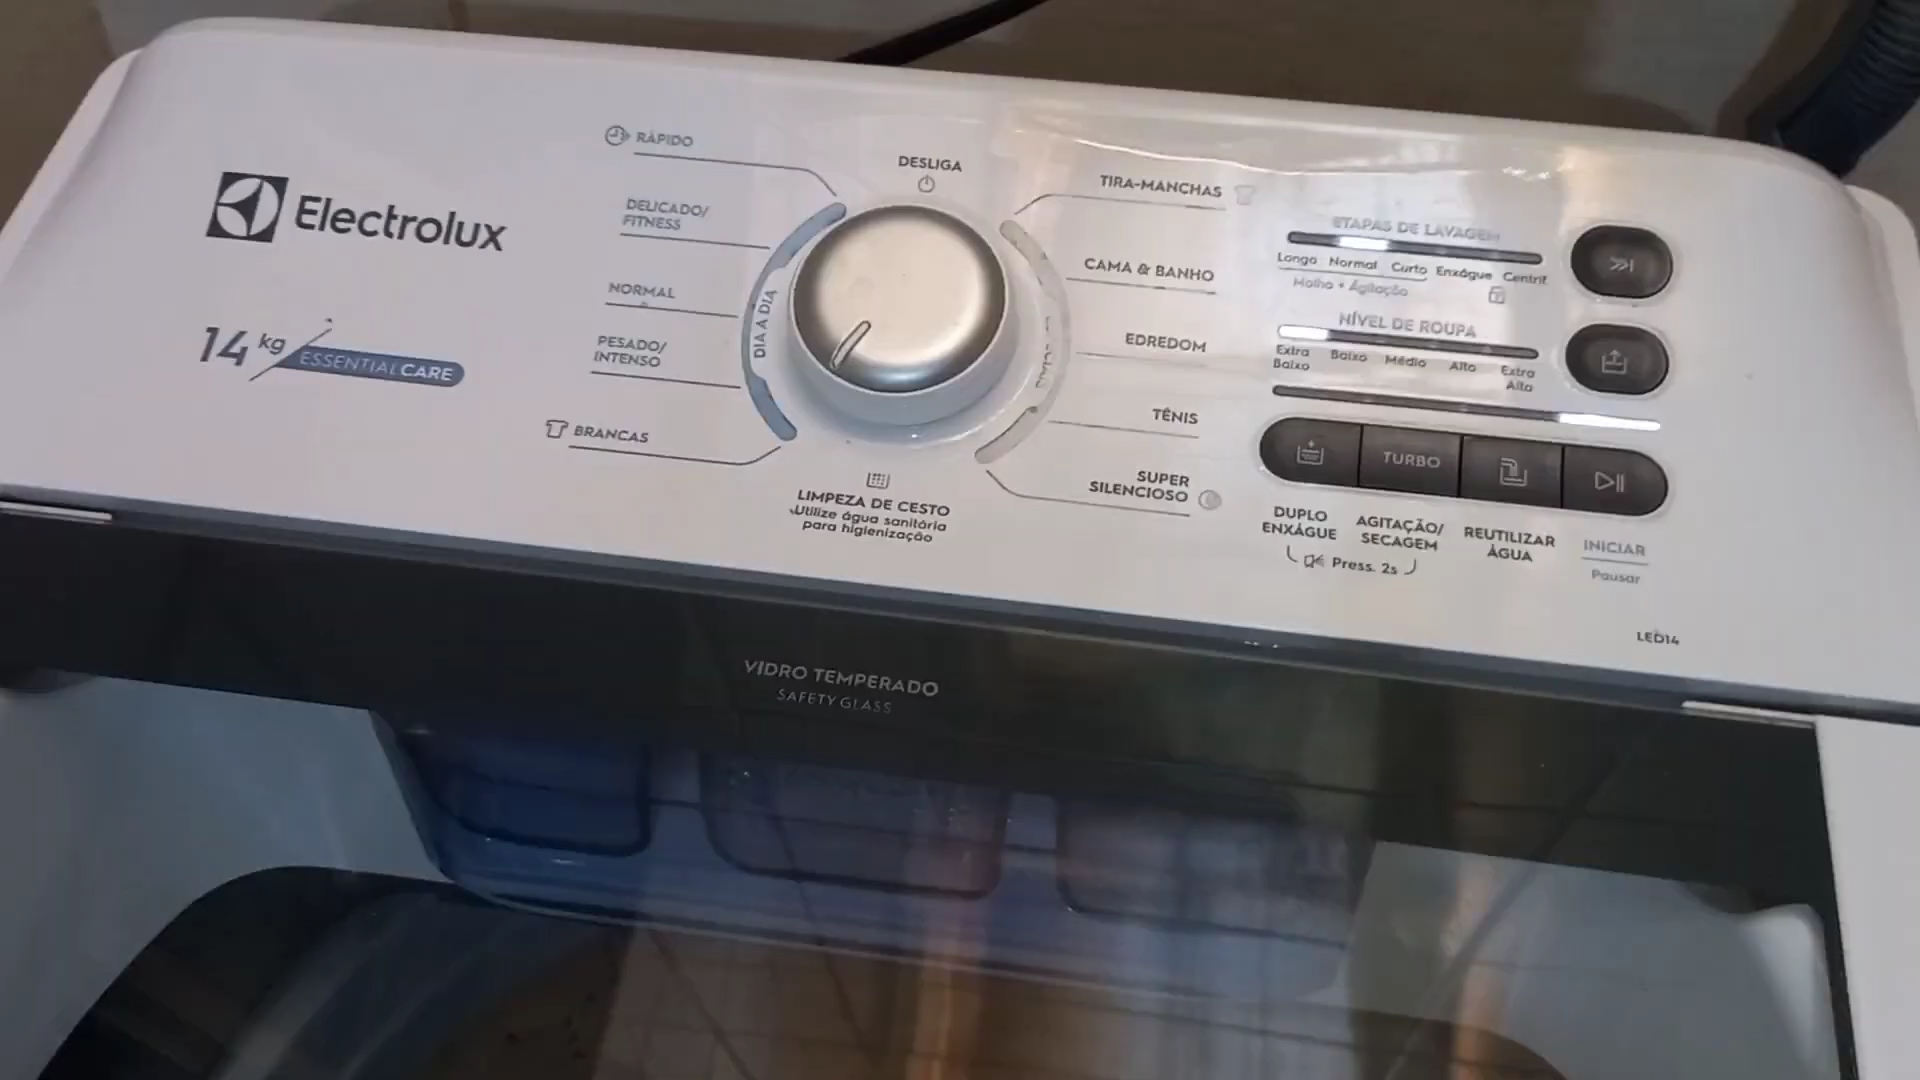 Electrolux
14 kg
ESSENTIALCARE
RÁPIDO
DELICADO/
FITNESS
NORMAL
PESADO/
INTENSO
BRANCAS
DIA A DIA
DESLIGA
LIMPEZA DE CESTO
Utilize água sanitária
para higienização
TIRA-MANCHAS
CAMA & BANHO
EDREDOM
TÊNIS
SUPER
SILENCIOSO
ETAPAS DE LAVAGEM
Longo Normal Curto Enxágue Centrif.
Molho + Agitação
NÍVEL DE ROUPA
Extra
Baixo
Baixo
Médio
Alto
Extra
Alto
TURBO
DUPLO
ENXÁGUE
AGITAÇÃO/
SECAGEM
REUTILIZAR
ÁGUA
INICIAR
Pausar
Press. 2s
LED14
VIDRO TEMPERADO
SAFETY GLASS